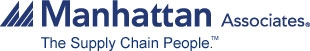 Manhattan Associates®
The Supply Chain People.™